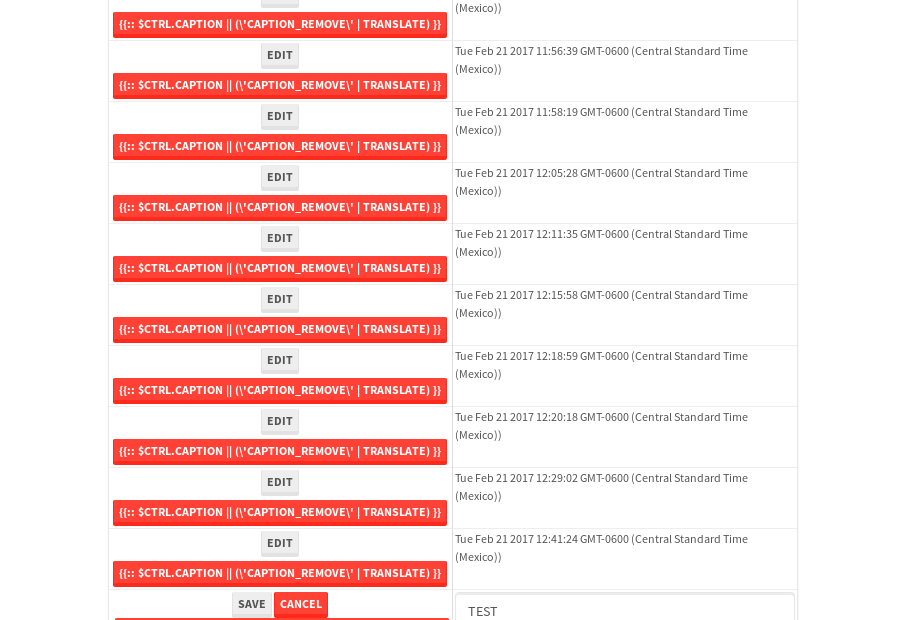 (Mexico))
{{:: $CTRL.CAPTION || (\'CAPTION_REMOVE\' | TRANSLATE) }}
EDIT
Tue Feb 21 2017 11:56:39 GMT-0600 (Central Standard Time
(Mexico))
{{:: $CTRL.CAPTION || (\'CAPTION_REMOVE\' | TRANSLATE) }}
EDIT
Tue Feb 21 2017 11:58:19 GMT-0600 (Central Standard Time
(Mexico))
{{:: $CTRL.CAPTION || (\'CAPTION_REMOVE\' | TRANSLATE) }}
EDIT
Tue Feb 21 2017 12:05:28 GMT-0600 (Central Standard Time
(Mexico))
{{:: $CTRL.CAPTION || (\'CAPTION_REMOVE\' | TRANSLATE) }}
EDIT
Tue Feb 21 2017 12:11:35 GMT-0600 (Central Standard Time
(Mexico))
{{:: $CTRL.CAPTION || (\'CAPTION_REMOVE\' | TRANSLATE) }}
EDIT
Tue Feb 21 2017 12:15:58 GMT-0600 (Central Standard Time
(Mexico))
{{:: $CTRL.CAPTION || (\'CAPTION_REMOVE\' | TRANSLATE) }}
EDIT
Tue Feb 21 2017 12:18:59 GMT-0600 (Central Standard Time
(Mexico))
{{:: $CTRL.CAPTION || (\'CAPTION_REMOVE\' | TRANSLATE) }}
EDIT
Tue Feb 21 2017 12:20:18 GMT-0600 (Central Standard Time
(Mexico))
{{:: $CTRL.CAPTION || (\'CAPTION_REMOVE\' | TRANSLATE) }}
EDIT
Tue Feb 21 2017 12:29:02 GMT-0600 (Central Standard Time
(Mexico))
{{:: $CTRL.CAPTION || (\'CAPTION_REMOVE\' | TRANSLATE) }}
EDIT
Tue Feb 21 2017 12:41:24 GMT-0600 (Central Standard Time
(Mexico))
{{:: $CTRL.CAPTION || (\'CAPTION_REMOVE\' | TRANSLATE) }}
SAVE CANCEL
TEST